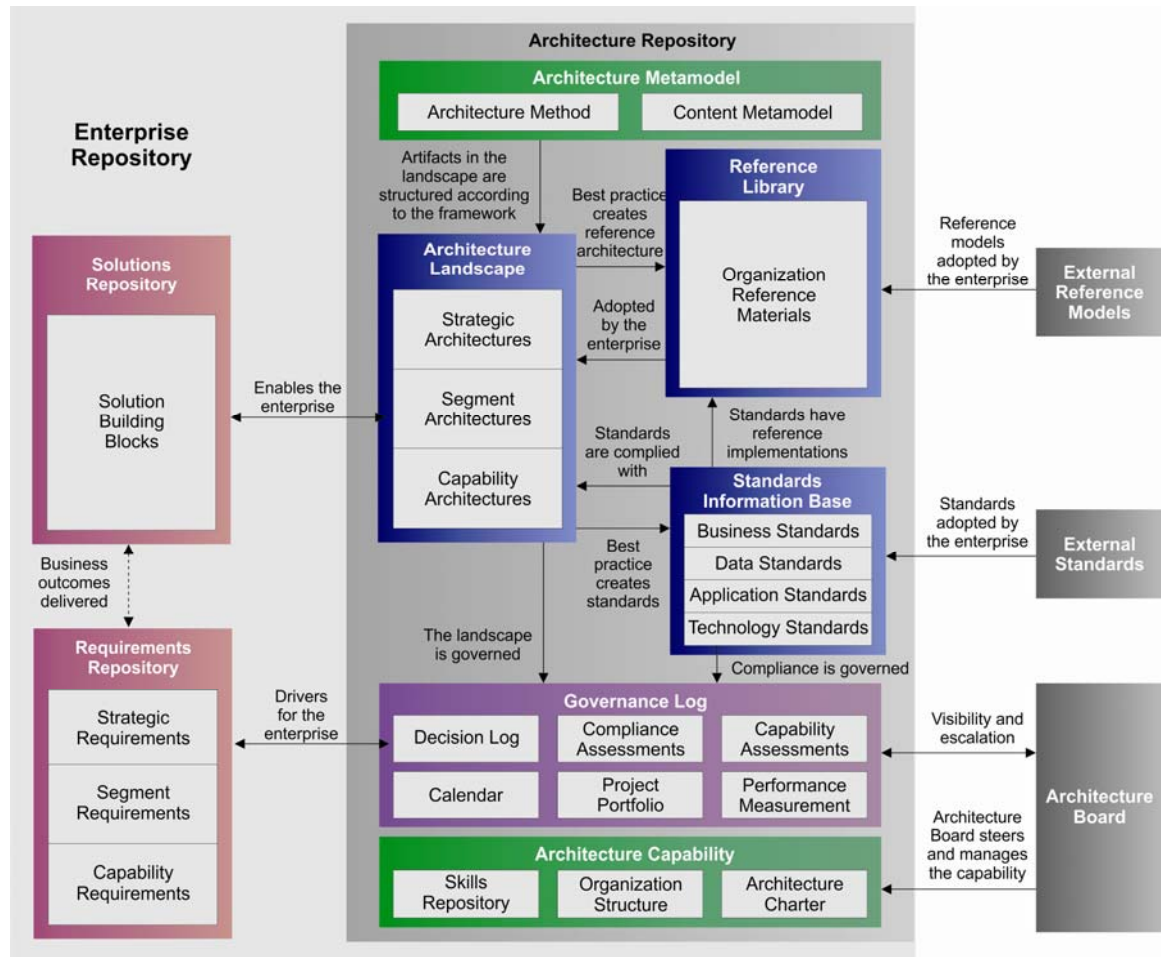 Architecture Repository
Architecture Metamodel
Architecture Method
Content Metamodel
Enterprise
Repository
Artifacts in the
landscape are
structured according
to the framework
Best practice
creates
reference
architecture
Reference
Library
Organization
Reference
Materials
Reference
models
adopted by
the enterprise
External
Reference
Models
Solutions
Repository
Solution
Building
Blocks
Enables the
enterprise
Architecture
Landscape
Strategic
Architectures
Segment
Architectures
Capability
Architectures
Adopted
by the
enterprise
Standards
are complied
with
Standards have
reference
implementations
Standards
Information Base
Business Standards
Data Standards
Application Standards
Technology Standards
Standards
adopted by
the enterprise
External
Standards
Best
practice
creates
standards
Business
outcomes
delivered
The landscape
is governed
Compliance is governed
Requirements
Repository
Strategic
Requirements
Segment
Requirements
Capability
Requirements
Drivers
for the
enterprise
Governance Log
Decision Log
Compliance
Assessments
Capability
Assessments
Calendar
Project
Portfolio
Performance
Measurement
Visibility and
escalation
Architecture
Board
Architecture
Board steers
and manages
the capability
Architecture Capability
Skills
Repository
Organization
Structure
Architecture
Charter